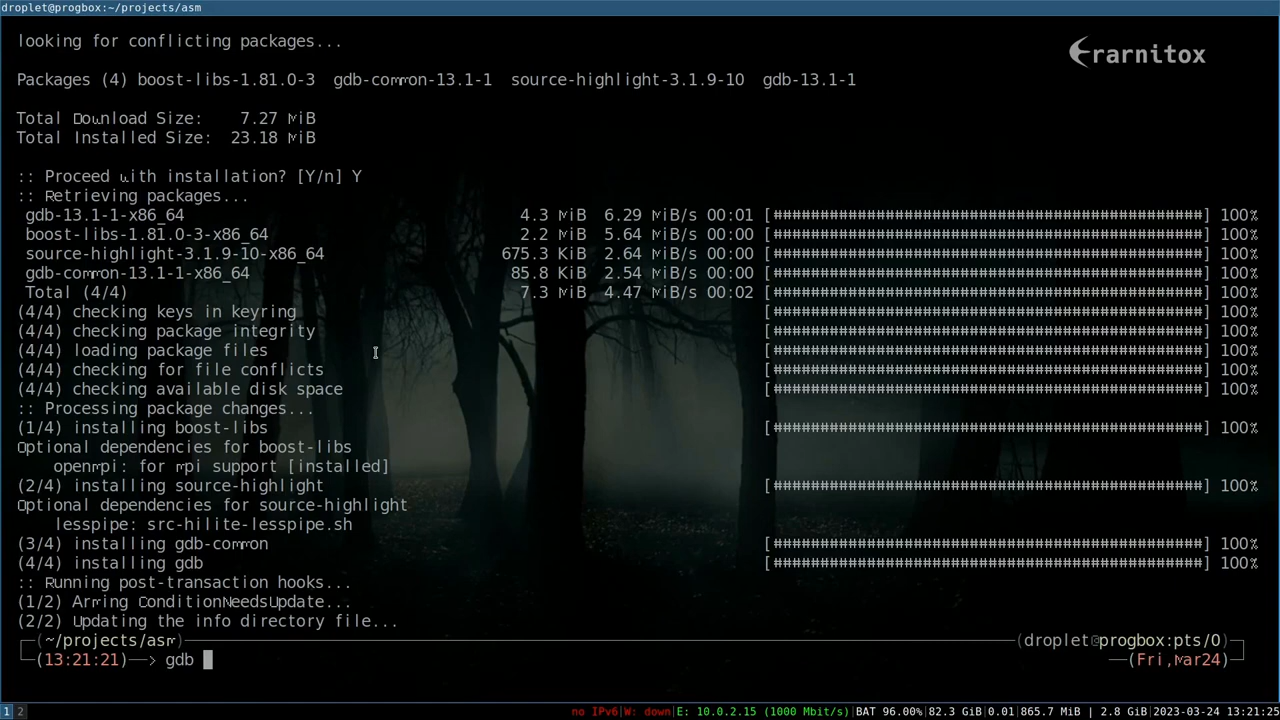 droplet@progbox:~/projects/asm
looking for conflicting packages...
rarnitox
Packages (4) boost-libs-1.81.0-3  gdb-common-13.1-1  source-highlight-3.1.9-10  gdb-13.1-1
Total Download Size:   7.27 MiB
Total Installed Size:  23.18 MiB
:: Proceed with installation? [Y/n] Y
:: Retrieving packages...
gdb-13.1-1-x86_64 4.3 MiB 6.29 MiB/s 00:01 [######################################################] 100%
boost-libs-1.81.0-3-x86_64 2.2 MiB 5.64 MiB/s 00:00 [######################################################] 100%
source-highlight-3.1.9-10-x86_64 675.3 KiB 2.64 MiB/s 00:00 [######################################################] 100%
gdb-common-13.1-1-x86_64 85.8 KiB 2.54 MiB/s 00:00 [######################################################] 100%
Total (4/4) 7.3 MiB 4.47 MiB/s 00:02 [######################################################] 100%
(4/4) checking keys in keyring [######################################################] 100%
(4/4) checking package integrity [######################################################] 100%
(4/4) loading package files [######################################################] 100%
(4/4) checking for file conflicts [######################################################] 100%
(4/4) checking available disk space [######################################################] 100%
:: Processing package changes...
(1/4) installing boost-libs [######################################################] 100%
Optional dependencies for boost-libs
openmpi: for mpi support [installed]
(2/4) installing source-highlight [######################################################] 100%
Optional dependencies for source-highlight
lesspipe: src-hilite-lesspipe.sh
(3/4) installing gdb-common [######################################################] 100%
(4/4) installing gdb [######################################################] 100%
:: Running post-transaction hooks...
(1/2) Arming ConditionNeedsUpdate...
(2/2) Updating the info directory file...
(~/projects/asm) (droplet@progbox:pts/0)
(13:21:21)──> gdb (Fri,Mar24)
1 2 no IPv6|W: down|E: 10.0.2.15 (1000 Mbit/s)|BAT 96.00%|82.3 GiB|0.01|865.7 MiB | 2.8 GiB|2023-03-24 13:21:25